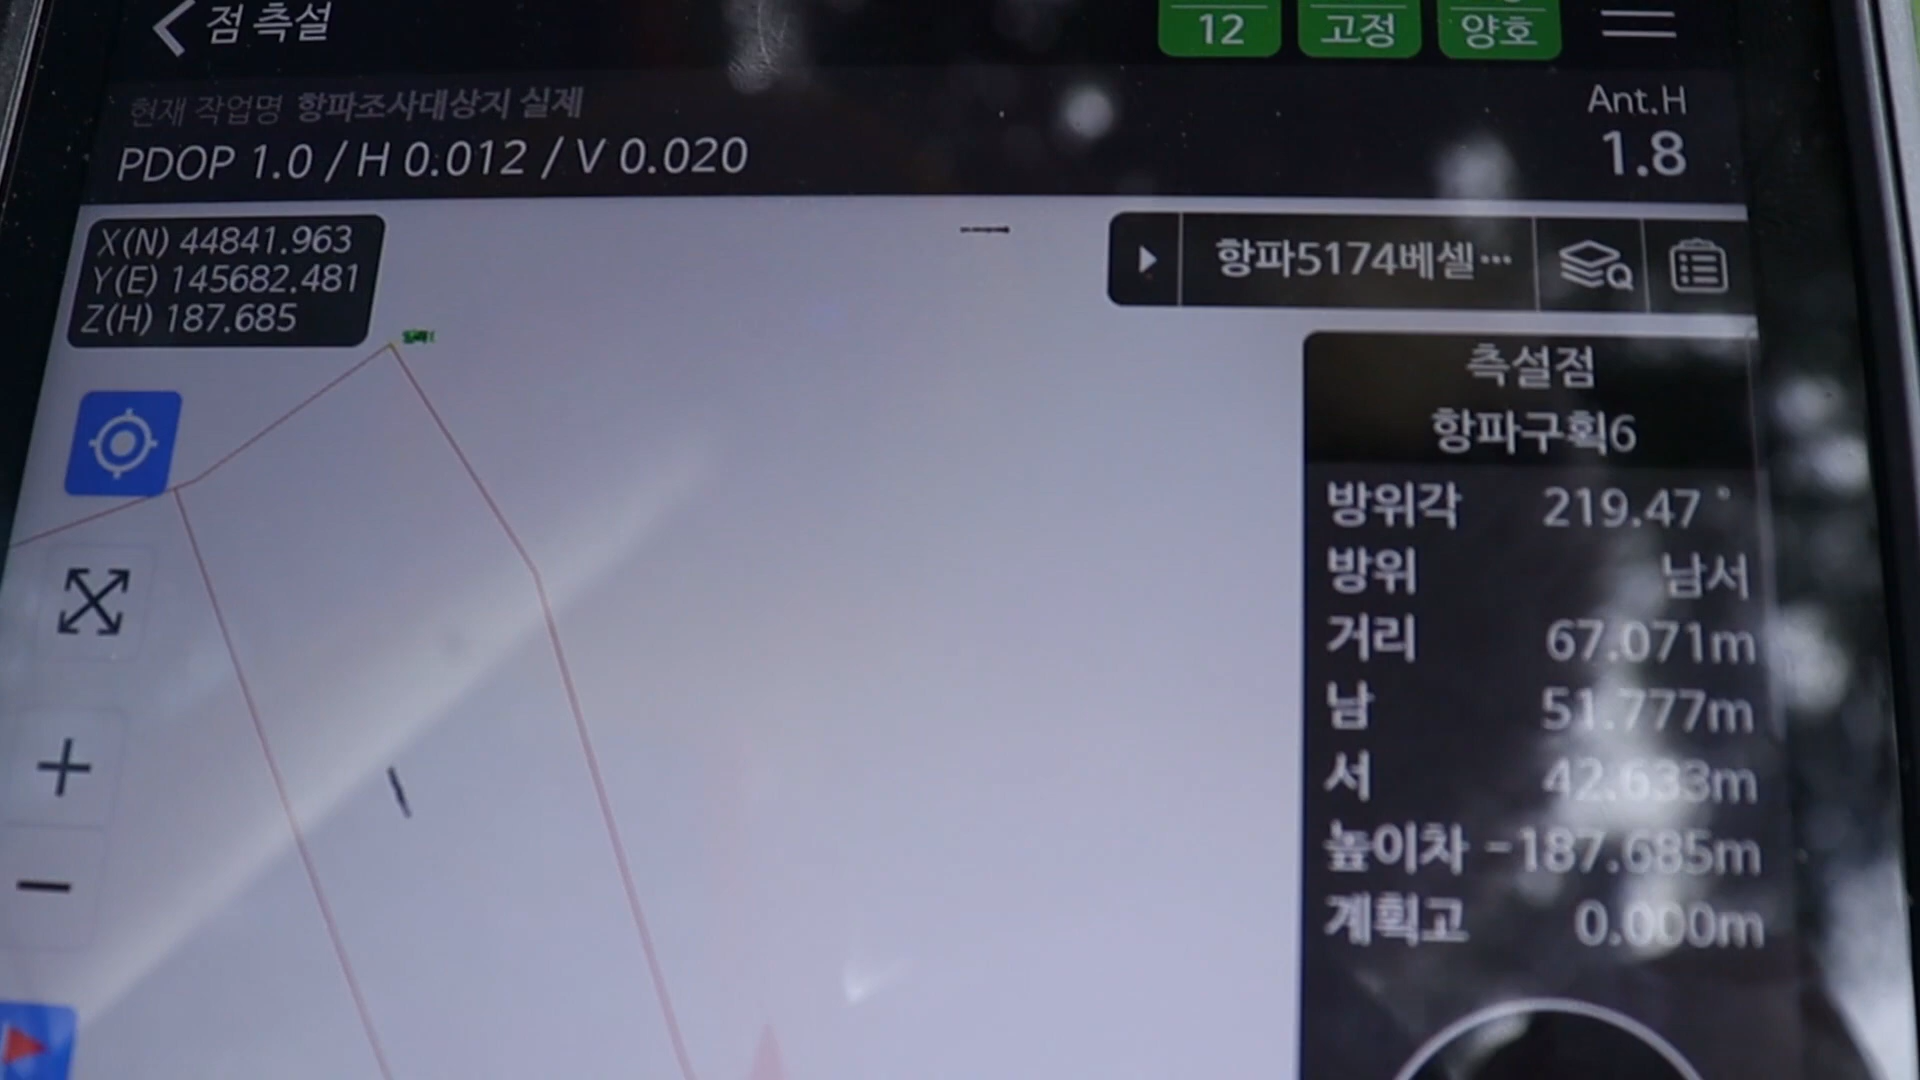 점 측설
12
고정
양호
현재 작업명 항파조사대상지 실제
PDOP 1.0 / H 0.012 / V 0.020
Ant.H
1.8
X(N) 44841.963
Y(E) 145682.481
Z(H) 187.685
항파5174베셀…
측설점
항파구획6
방위각 219.47 °
방위 남서
거리 67.071m
남 51.777m
서 42.633m
높이차 -187.685m
계획고 0.000m